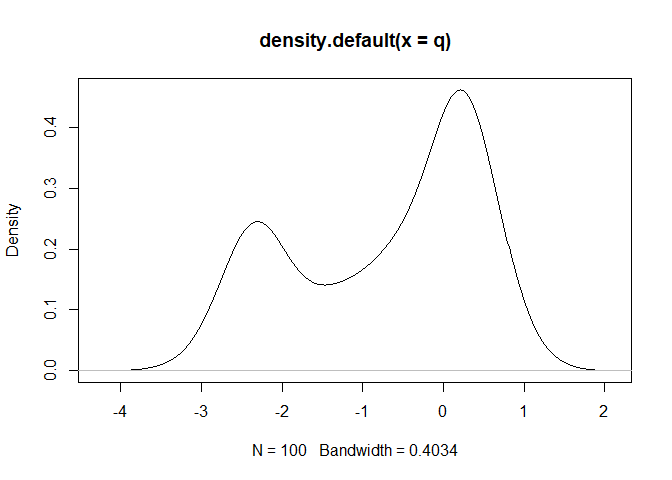 density.default(x = q)
Density
0.0
0.1
0.2
0.3
0.4
-4 -3 -2 -1 0 1 2
N = 100 Bandwidth = 0.4034